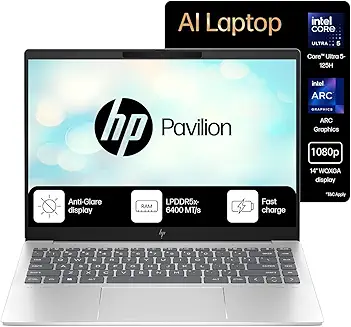 AI Laptop
intel
CORE
ULTRA 5
Core™ Ultra 5-
125H
intel
ARC
GRAPHICS
ARC
Graphics
1080p
14" WQXGA
display
*T&C Apply
hp
Pavilion
Anti-Glare
display
RAM
LPDDR5x-
6400 MT/s
Fast
charge
hp